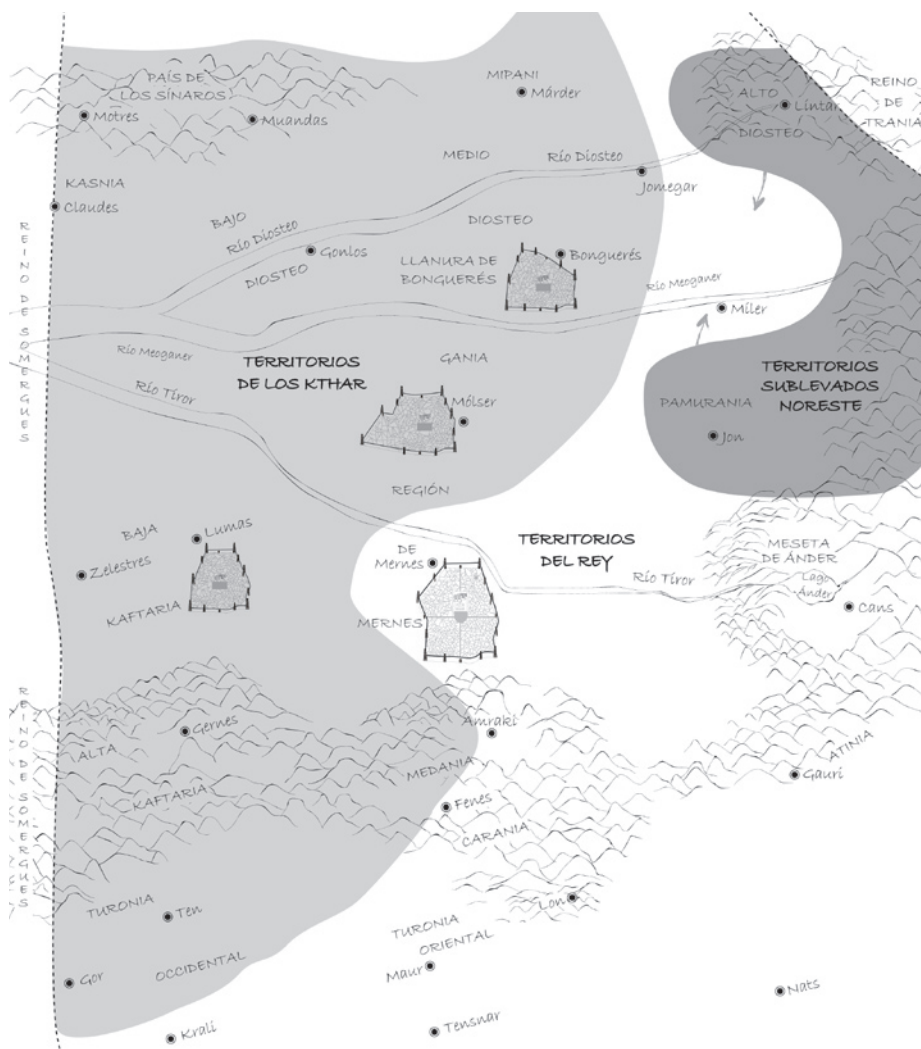 PAÍS DE
LOS SÍNAROS
Motres
Muandas
MIPANI
Márder
ALTO
Lintar
DIOSTEO
REINO
DE
TRANIA
KASNIA
Claudes
MEDIO
Río Diosteo
Jomegar
BAJO
Río Diosteo
DIOSTEO
Gonlos
DIOSTEO
LLANURA DE
BONGUERÉS
Bonguerés
Río Meoganer
Míler
REINO DE SOMERGUES
Río Meoganer
TERRITORIOS
DE LOS KTHAR
GANIA
Río Tíror
Mólser
TERRITORIOS
SUBLEVADOS
NORESTE
PAMURANIA
Jon
REGIÓN
BAJA
Lumas
Zelestres
KAFTARIA
DE
Mernes
MERNES
TERRITORIOS
DEL REY
Río Tíror
MESETA
DE ÁNDER
Lago
Ánder
Cans
REINO DE SOMERGUES
ALTA
Gernes
KAFTARIA
Amraki
MEDANIA
Fenes
CARANIA
ATINIA
Gauri
TURONIA
Ten
OCCIDENTAL
Gor
Lon
TURONIA
ORIENTAL
Maur
Nats
Krali
Tensnar